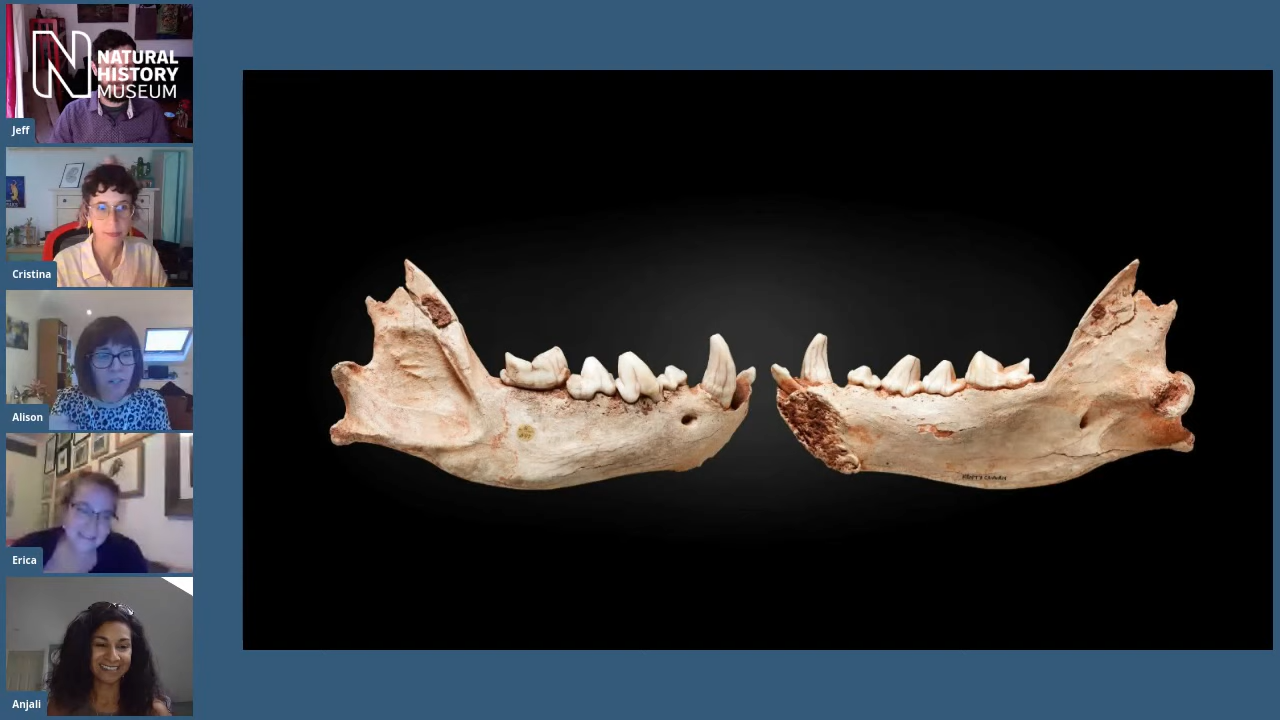 NATURAL
HISTORY
MUSEUM
Jeff
Cristina
Alison
Erica
Anjali